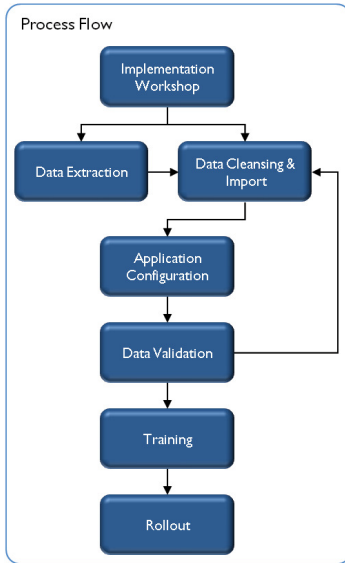 Process Flow
Implementation
Workshop
Data Extraction
Data Cleansing &
Import
Application
Configuration
Data Validation
Training
Rollout